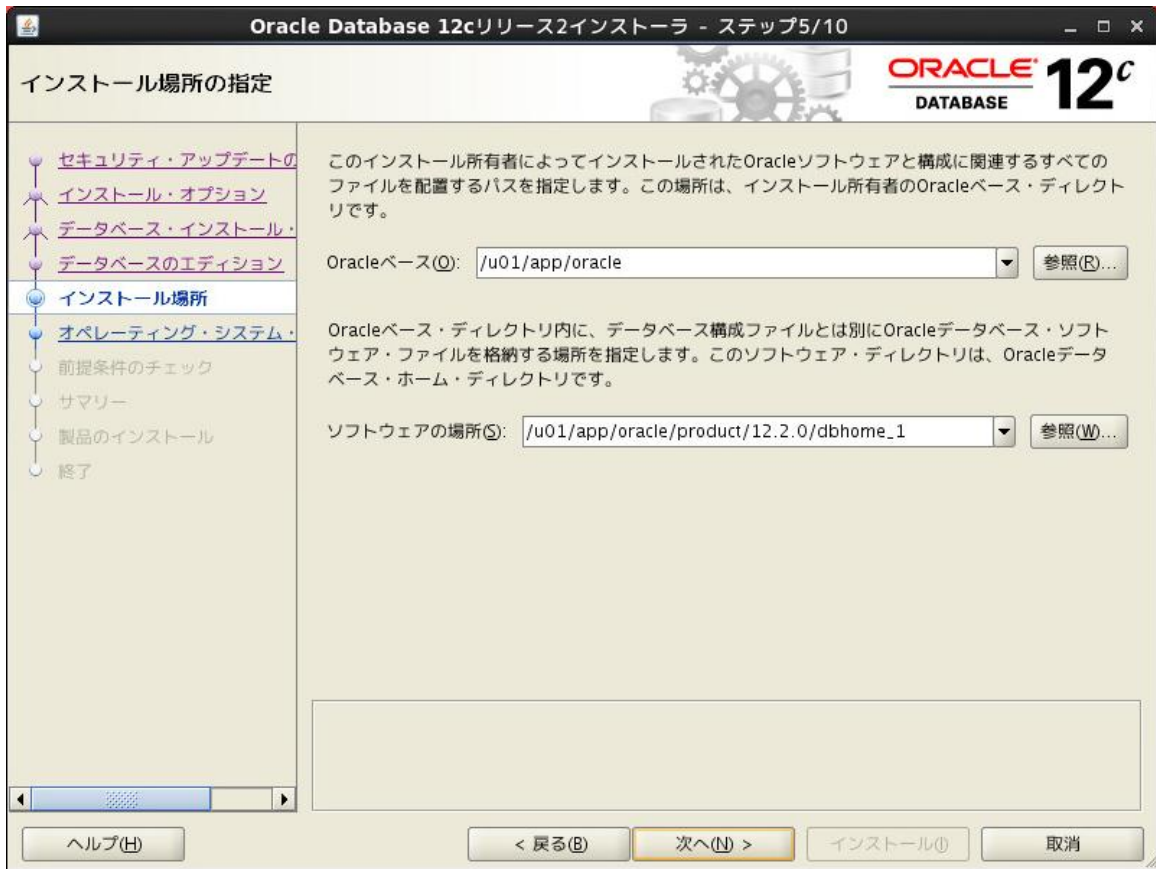 Oracle Database 12cリリース2インストーラ - ステップ5/10
インストール場所の指定
ORACLE
DATABASE
12c
セキュリティ・アップデートの
インストール・オプション
データベース・インストール・
データベースのエディション
インストール場所
オペレーティング・システム・
前提条件のチェック
サマリー
製品のインストール
終了
このインストール所有者によってインストールされたOracleソフトウェアと構成に関連するすべての
ファイルを配置するパスを指定します。この場所は、インストール所有者のOracleベース・ディレクト
リです。
Oracleベース(O): /u01/app/oracle 参照(R)...
Oracleベース・ディレクトリ内に、データベース構成ファイルとは別にOracleデータベース・ソフト
ウェア・ファイルを格納する場所を指定します。このソフトウェア・ディレクトリは、Oracleデータ
ベース・ホーム・ディレクトリです。
ソフトウェアの場所(S): /u01/app/oracle/product/12.2.0/dbhome_1 参照(W)...
ヘルプ(H) < 戻る(B) 次へ(N) > インストール(I) 取消